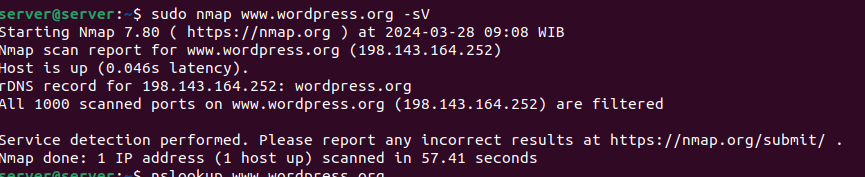 server@server:~$ sudo nmap www.wordpress.org -sV
Starting Nmap 7.80 ( https://nmap.org ) at 2024-03-28 09:08 WIB
Nmap scan report for www.wordpress.org (198.143.164.252)
Host is up (0.046s latency).
rDNS record for 198.143.164.252: wordpress.org
All 1000 scanned ports on www.wordpress.org (198.143.164.252) are filtered
Service detection performed. Please report any incorrect results at https://nmap.org/submit/ .
Nmap done: 1 IP address (1 host up) scanned in 57.41 seconds
server@server:~$ nslookup www.wordpress.org